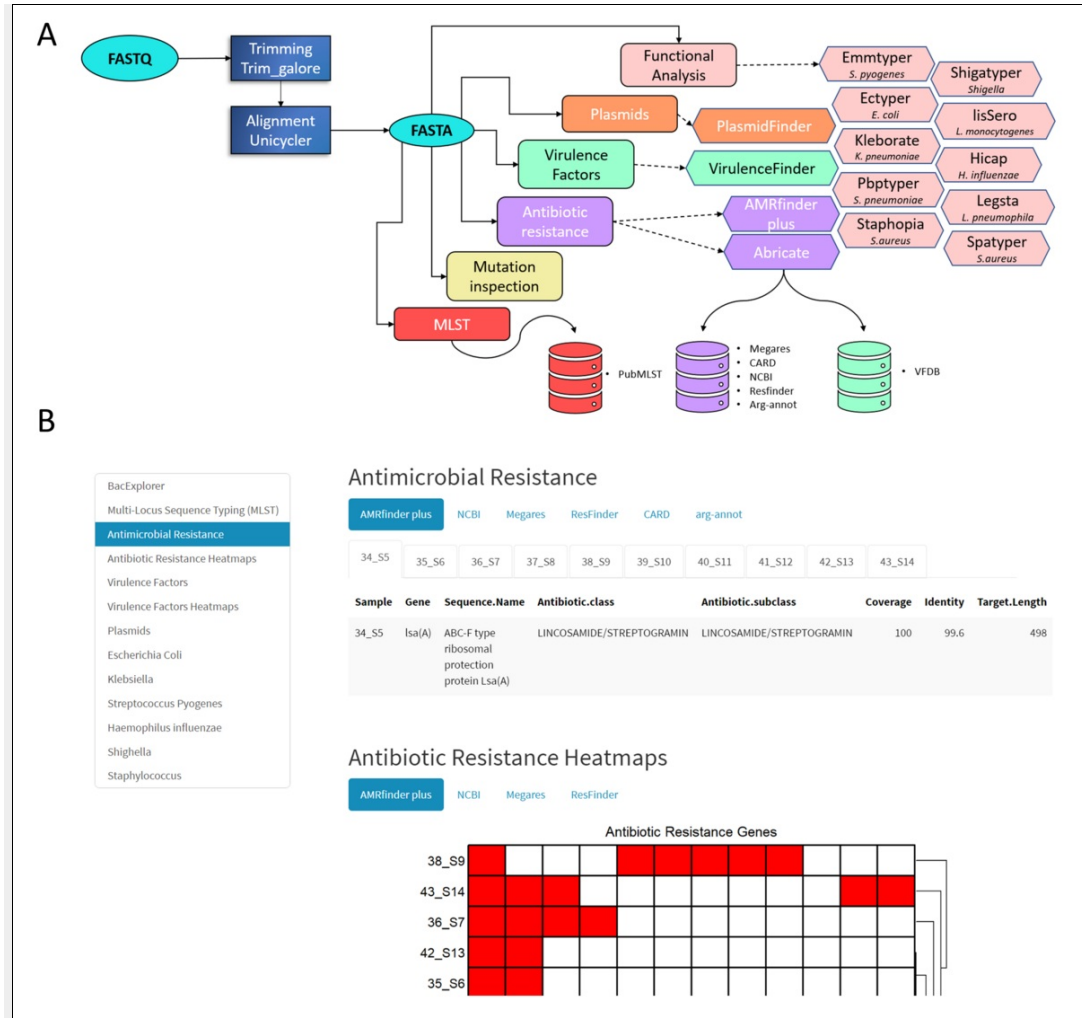 A
FASTQ
Trimming
Trim_galore
Alignment
Unicycler
FASTA
Functional
Analysis
Plasmids
Virulence
Factors
Antibiotic
resistance
Mutation
inspection
MLST
PlasmidFinder
VirulenceFinder
AMRfinder
plus
Abricate
Emmtyper
S. pyogenes
Shigatyper
Shigella
Ectyper
E. coli
lisSero
L. monocytogenes
Kleborate
K. pneumoniae
Hicap
H. influenzae
Pbptyper
S. pneumoniae
Legsta
L. pneumophila
Staphopia
S.aureus
Spatyper
S.aureus
• PubMLST
• Megares
• CARD
• NCBI
• Resfinder
• Arg-annot
• VFDB
B
BacExplorer
Multi-Locus Sequence Typing (MLST)
Antimicrobial Resistance
Antibiotic Resistance Heatmaps
Virulence Factors
Virulence Factors Heatmaps
Plasmids
Escherichia Coli
Klebsiella
Streptococcus Pyogenes
Haemophilus influenzae
Shighella
Staphylococcus
Antimicrobial Resistance
AMRfinder plus NCBI Megares ResFinder CARD arg-annot
34_S5 35_S6 36_S7 37_S8 38_S9 39_S10 40_S11 41_S12 42_S13 43_S14
Sample Gene Sequence.Name Antibiotic.class Antibiotic.subclass Coverage Identity Target.Length
34_S5 lsa(A) ABC-F type LINCOSAMIDE/STREPTOGRAMIN LINCOSAMIDE/STREPTOGRAMIN 100 99.6 498
ribosomal
protection
protein Lsa(A)
Antibiotic Resistance Heatmaps
AMRfinder plus NCBI Megares ResFinder
Antibiotic Resistance Genes
38_S9
43_S14
36_S7
42_S13
35_S6